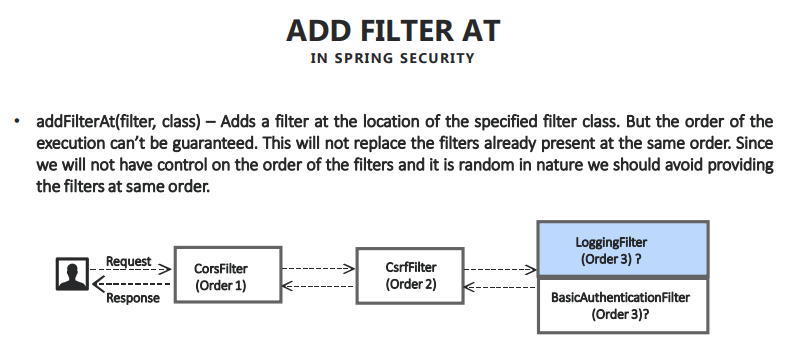 ADD FILTER AT
IN SPRING SECURITY
• addFilterAt(filter, class) – Adds a filter at the location of the specified filter class. But the order of the
execution can't be guaranteed. This will not replace the filters already present at the same order. Since
we will not have control on the order of the filters and it is random in nature we should avoid providing
the filters at same order.
Request
Response
CorsFilter
(Order 1)
CsrfFilter
(Order 2)
LoggingFilter
(Order 3) ?
BasicAuthenticationFilter
(Order 3)?